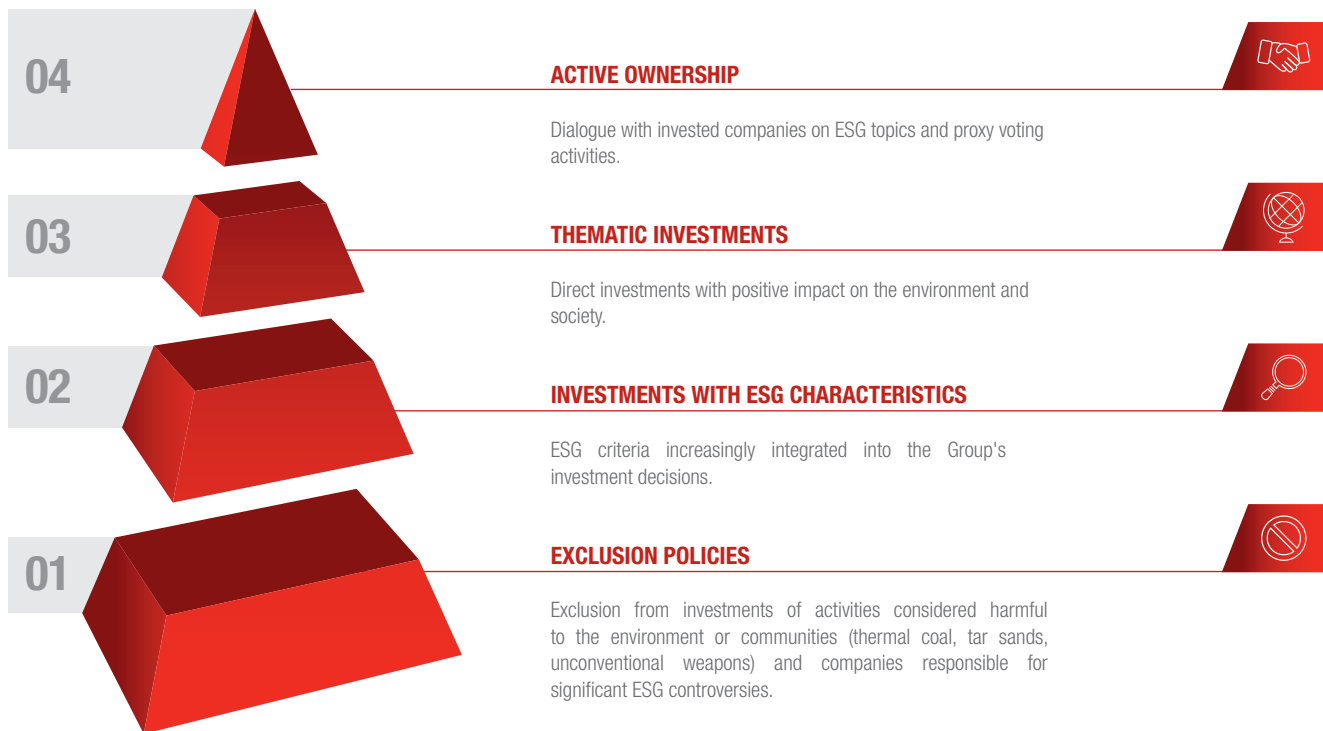 04
ACTIVE OWNERSHIP
Dialogue with invested companies on ESG topics and proxy voting
activities.
03
THEMATIC INVESTMENTS
Direct investments with positive impact on the environment and
society.
02
INVESTMENTS WITH ESG CHARACTERISTICS
ESG criteria increasingly integrated into the Group's
investment decisions.
01
EXCLUSION POLICIES
Exclusion from investments of activities considered harmful
to the environment or communities (thermal coal, tar sands,
unconventional weapons) and companies responsible for
significant ESG controversies.